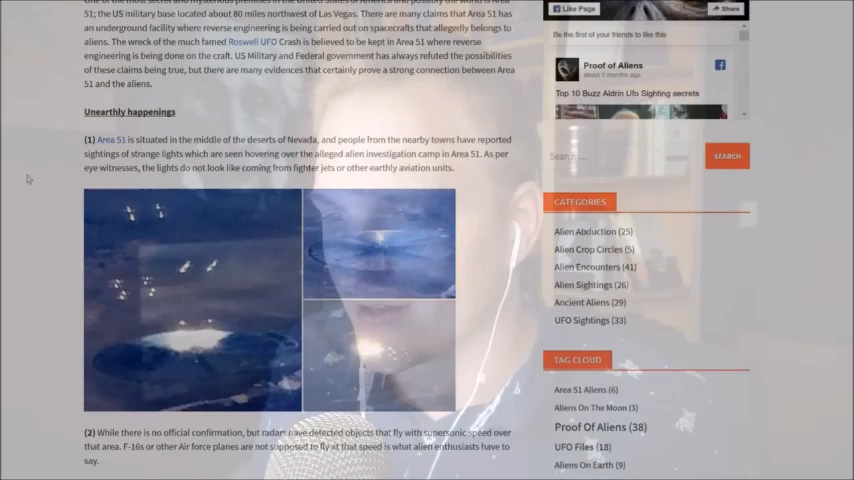 One of the most secret and mysterious premises in the United States of America and possibly the world is Area
51; the US military base located about 80 miles northwest of Las Vegas. There are many claims that Area 51 has
an underground facility where reverse engineering is being carried out on spacecrafts that allegedly belongs to
aliens. The wreck of the much famed Roswell UFO Crash is believed to be kept in Area 51 where reverse
engineering is being done on the craft. US Military and Federal government has always refuted the possibilities
of these claims being true, but there are many evidences that certainly prove a strong connection between Area
51 and the aliens.
Unearthly happenings
(1) Area 51 is situated in the middle of the deserts of Nevada, and people from the nearby towns have reported
sightings of strange lights which are seen hovering over the alleged alien investigation camp in Area 51. As per
eye witnesses, the lights do not look like coming from fighter jets or other earthly aviation units.
(2) While there is no official confirmation, but radars have detected objects that fly with supersonic speed over
that area. F-16s or other Air force planes are not supposed to fly at that speed is what alien enthusiasts have to
say.
Like Page
Share
Be the first of your friends to like this
Proof of Aliens
about 3 months ago
Top 10 Buzz Aldrin Ufo Sighting secrets
Search …
SEARCH
CATEGORIES
Alien Abduction (25)
Alien Crop Circles (5)
Alien Encounters (41)
Alien Sightings (26)
Ancient Aliens (29)
UFO Sightings (33)
TAG CLOUD
Area 51 Aliens (6)
Aliens On The Moon (3)
Proof Of Aliens (38)
UFO Files (18)
Aliens On Earth (9)